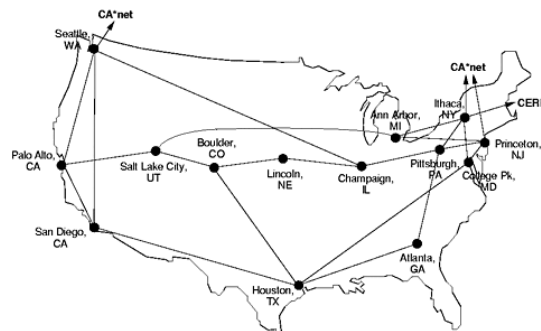 CA*net
Seattle,
WA
CA*net
Ann Arbor,
MI
Ithaca,
NY
CERN
Boulder,
CO
Palo Alto,
CA
Salt Lake City,
UT
Lincoln,
NE
Champaign,
IL
Pittsburgh,
PA
Princeton,
NJ
College Pk,
MD
San Diego,
CA
Atlanta,
GA
Houston,
TX